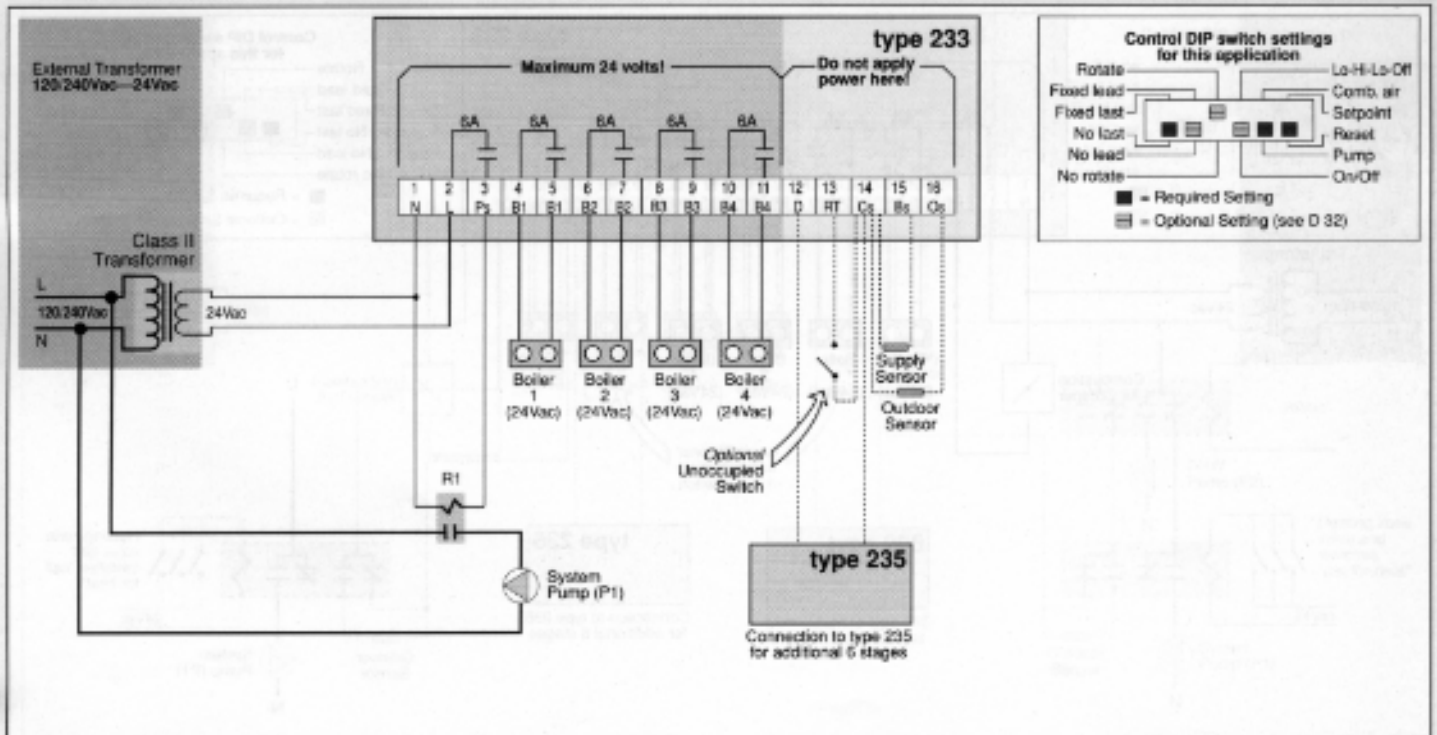 External Transformer
120/240Vac—24Vac
Class II
Transformer
L
120/240Vac
N
24Vac
type 233
Maximum 24 volts!
Do not apply
power here!
6A 6A 6A 6A 6A
1 2 3 4 5 6 7 8 9 10 11 12 13 14 15 16
N L Ps B1 B1 B2 B2 B3 B3 B4 B4 D RT Cs Bs Os
Boiler
1
(24Vac)
Boiler
2
(24Vac)
Boiler
3
(24Vac)
Boiler
4
(24Vac)
Supply
Sensor
Outdoor
Sensor
Optional
Unoccupied
Switch
R1
System
Pump (P1)
type 235
Connection to type 235
for additional 6 stages
Control DIP switch settings
for this application
Rotate
Fixed lead
Fixed last
No last
No lead
No rotate
Lo-Hi-Lo-Off
Comb. air
Setpoint
Reset
Pump
On/Off
= Required Setting
= Optional Setting (see D 32)